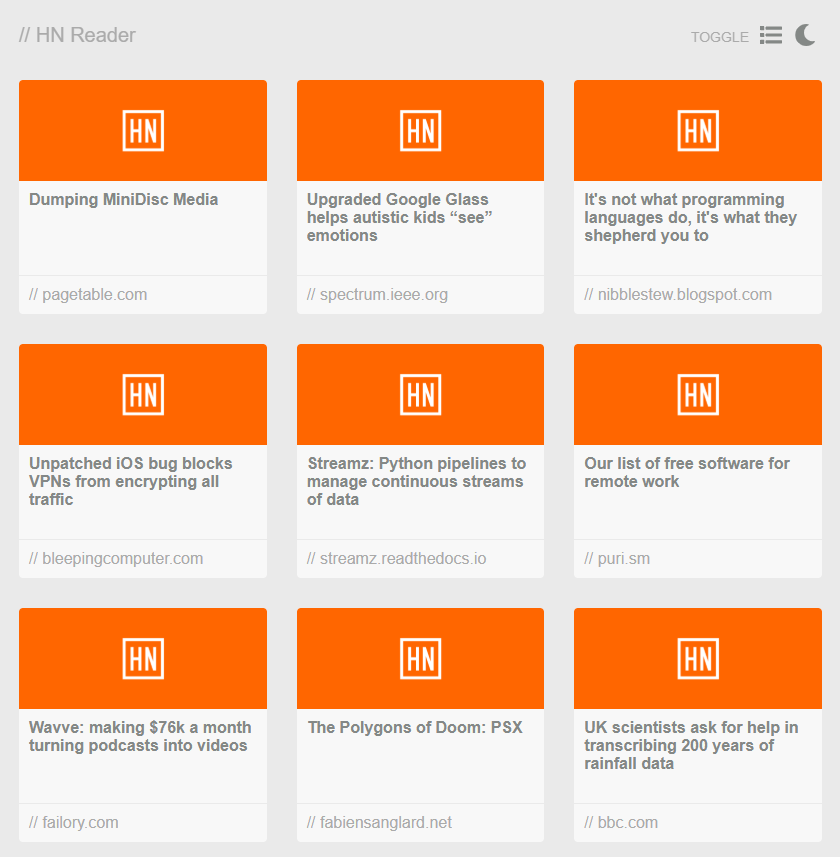 // HN Reader
TOGGLE
HN
HN
HN
Dumping MiniDisc Media
Upgraded Google Glass
helps autistic kids “see”
emotions
It's not what programming
languages do, it's what they
shepherd you to
// pagetable.com
// spectrum.ieee.org
// nibblestew.blogspot.com
HN
HN
HN
Unpatched iOS bug blocks
VPNs from encrypting all
traffic
Streamz: Python pipelines to
manage continuous streams
of data
Our list of free software for
remote work
// bleepingcomputer.com
// streamz.readthedocs.io
// puri.sm
HN
HN
HN
Wavve: making $76k a month
turning podcasts into videos
The Polygons of Doom: PSX
UK scientists ask for help in
transcribing 200 years of
rainfall data
// failory.com
// fabiensanglard.net
// bbc.com